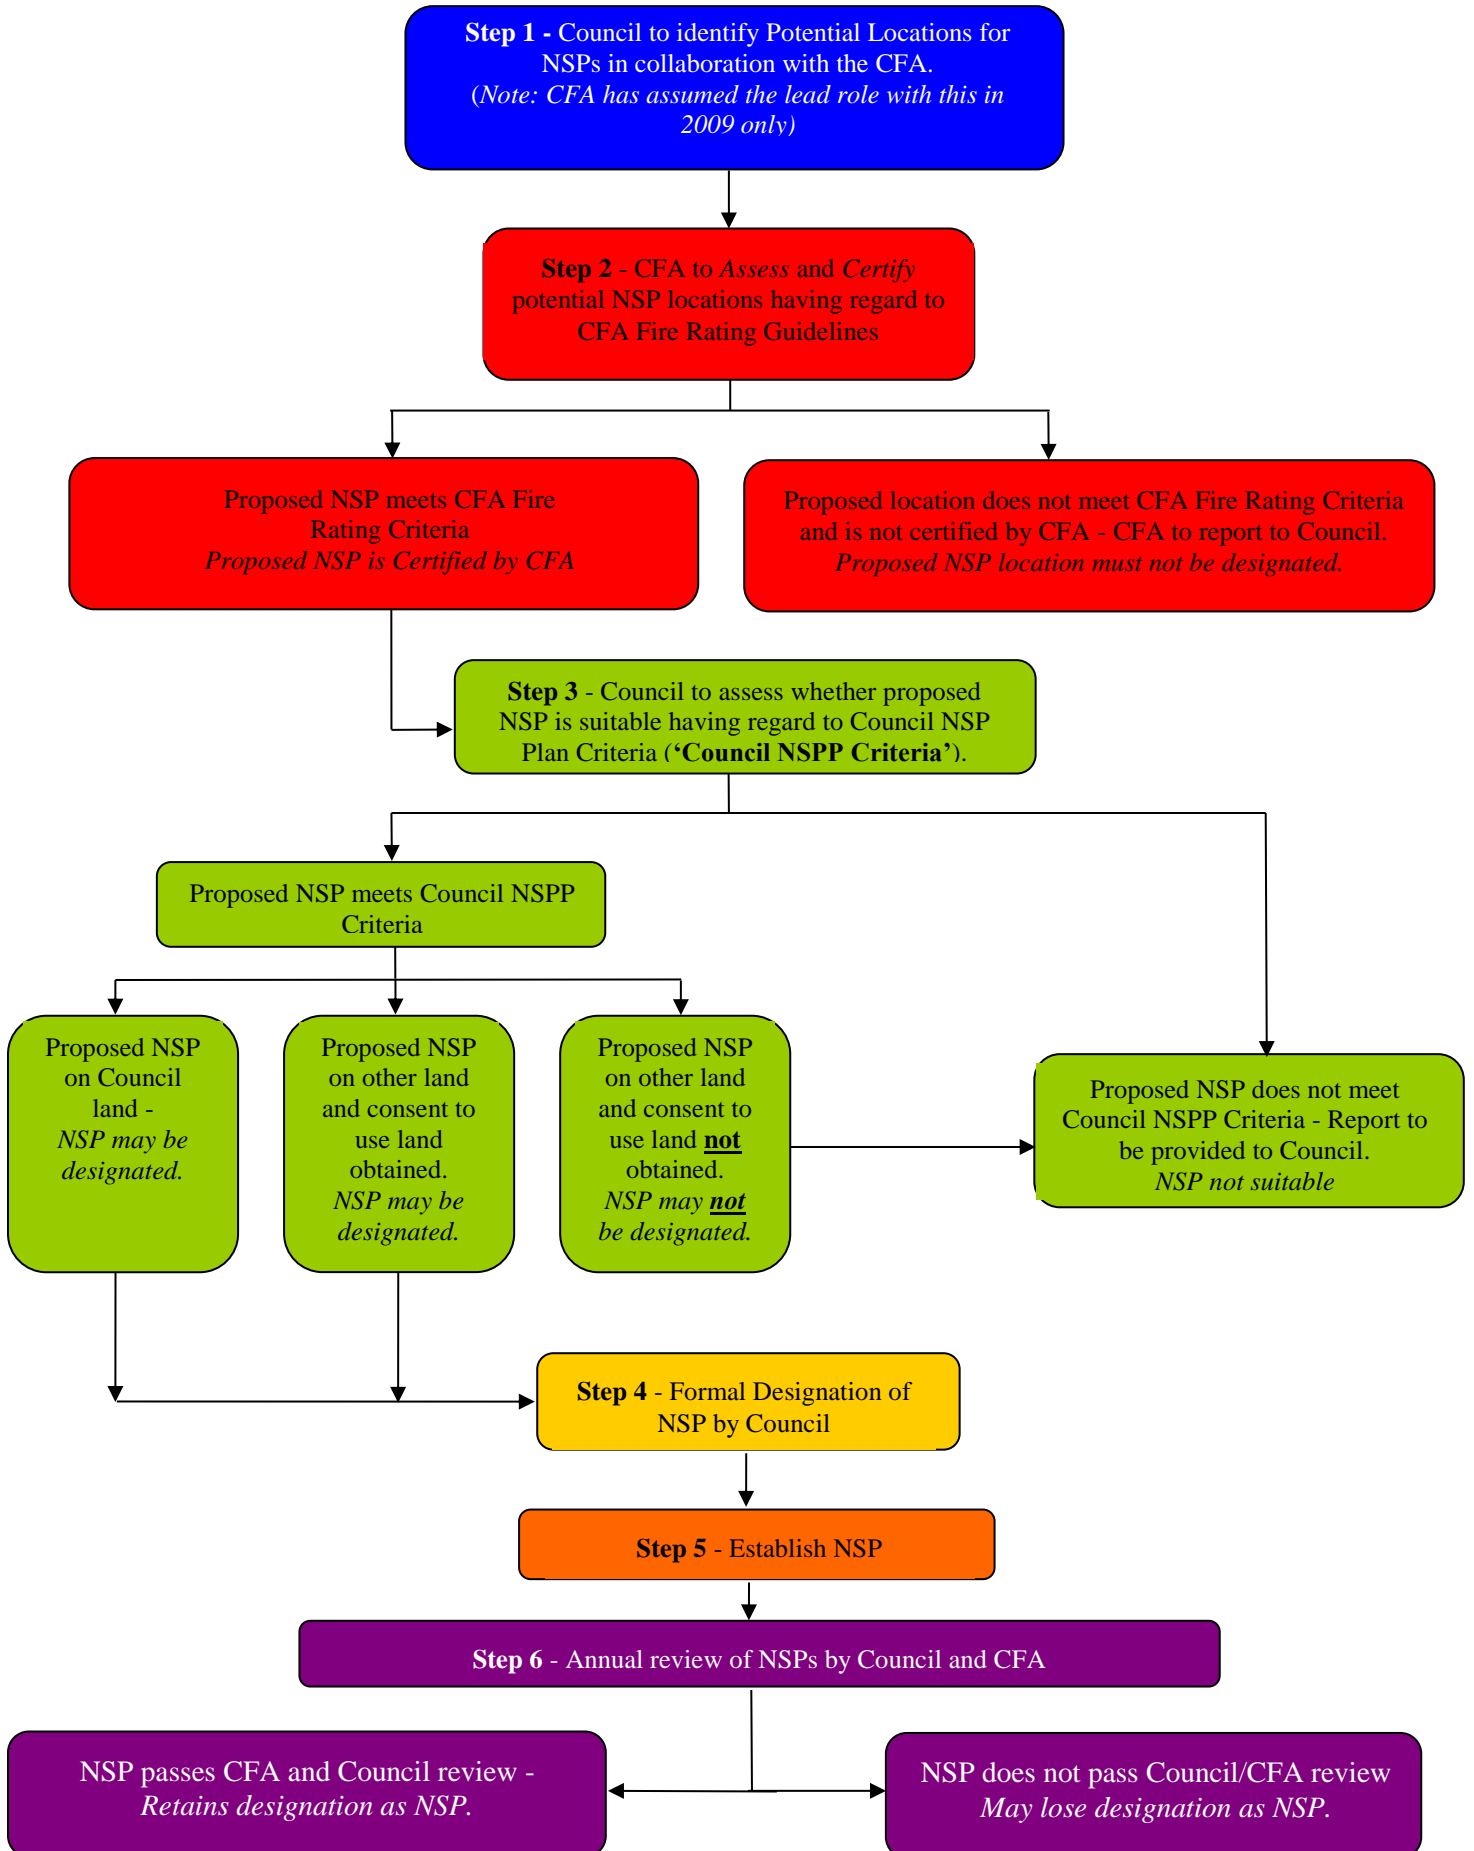 Step 1 - Council to identify Potential Locations for
NSPs in collaboration with the CFA.
(Note: CFA has assumed the lead role with this in
2009 only)
Step 2 - CFA to Assess and Certify
potential NSP locations having regard to
CFA Fire Rating Guidelines
Proposed NSP meets CFA Fire
Rating Criteria
Proposed NSP is Certified by CFA
Proposed location does not meet CFA Fire Rating Criteria
and is not certified by CFA - CFA to report to Council.
Proposed NSP location must not be designated.
Step 3 - Council to assess whether proposed
NSP is suitable having regard to Council NSP
Plan Criteria (‘Council NSPP Criteria’).
Proposed NSP meets Council NSPP
Criteria
Proposed NSP
on Council
land -
NSP may be
designated.
Proposed NSP
on other land
and consent to
use land
obtained.
NSP may be
designated.
Proposed NSP
on other land
and consent to
use land not
obtained.
NSP may not
be designated.
Proposed NSP does not meet
Council NSPP Criteria - Report to
be provided to Council.
NSP not suitable
Step 4 - Formal Designation of
NSP by Council
Step 5 - Establish NSP
Step 6 - Annual review of NSPs by Council and CFA
NSP passes CFA and Council review -
Retains designation as NSP.
NSP does not pass Council/CFA review
May lose designation as NSP.